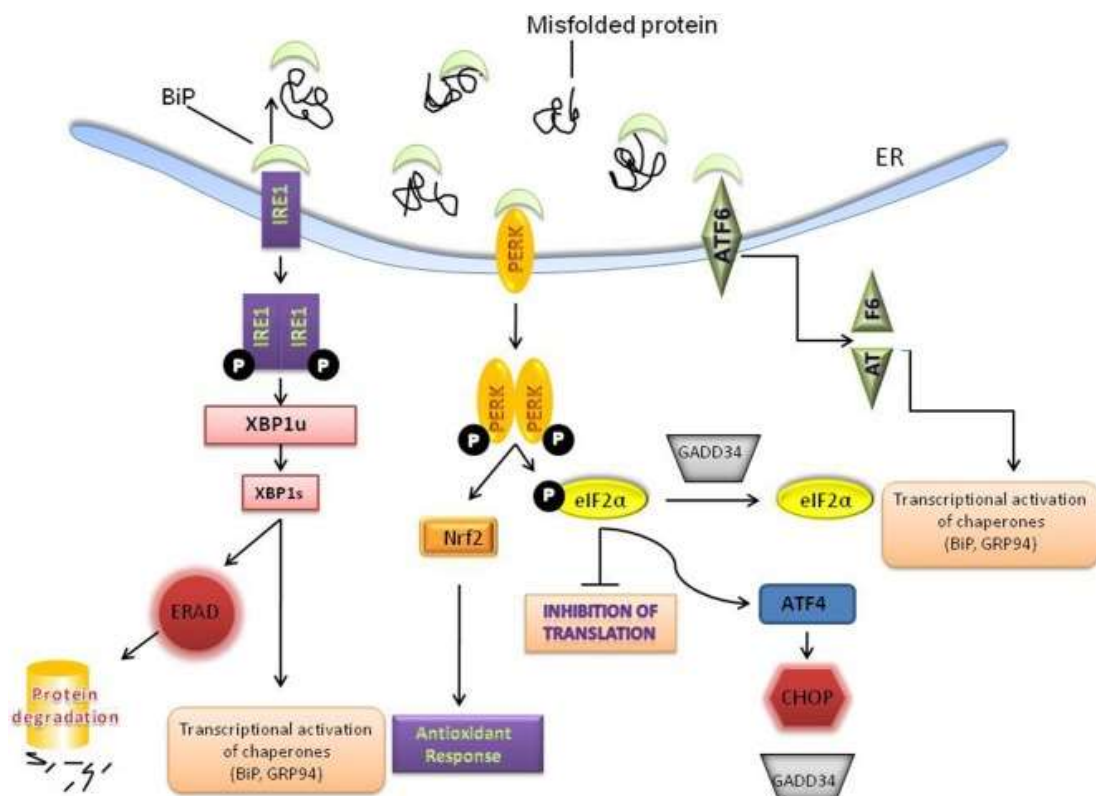 Misfolded protein
BiP
ER
IRE1
PERK
ATF6
IRE1
IRE1
P
P
F6
AT
XBP1u
PERK
PERK
P
P
GADD34
XBP1s
P
eIF2α
eIF2α
Transcriptional activation
of chaperones
(BiP, GRP94)
Nrf2
ERAD
INHIBITION OF
TRANSLATION
ATF4
Protein
degradation
CHOP
Transcriptional activation
of chaperones
(BiP, GRP94)
Antioxidant
Response
GADD34